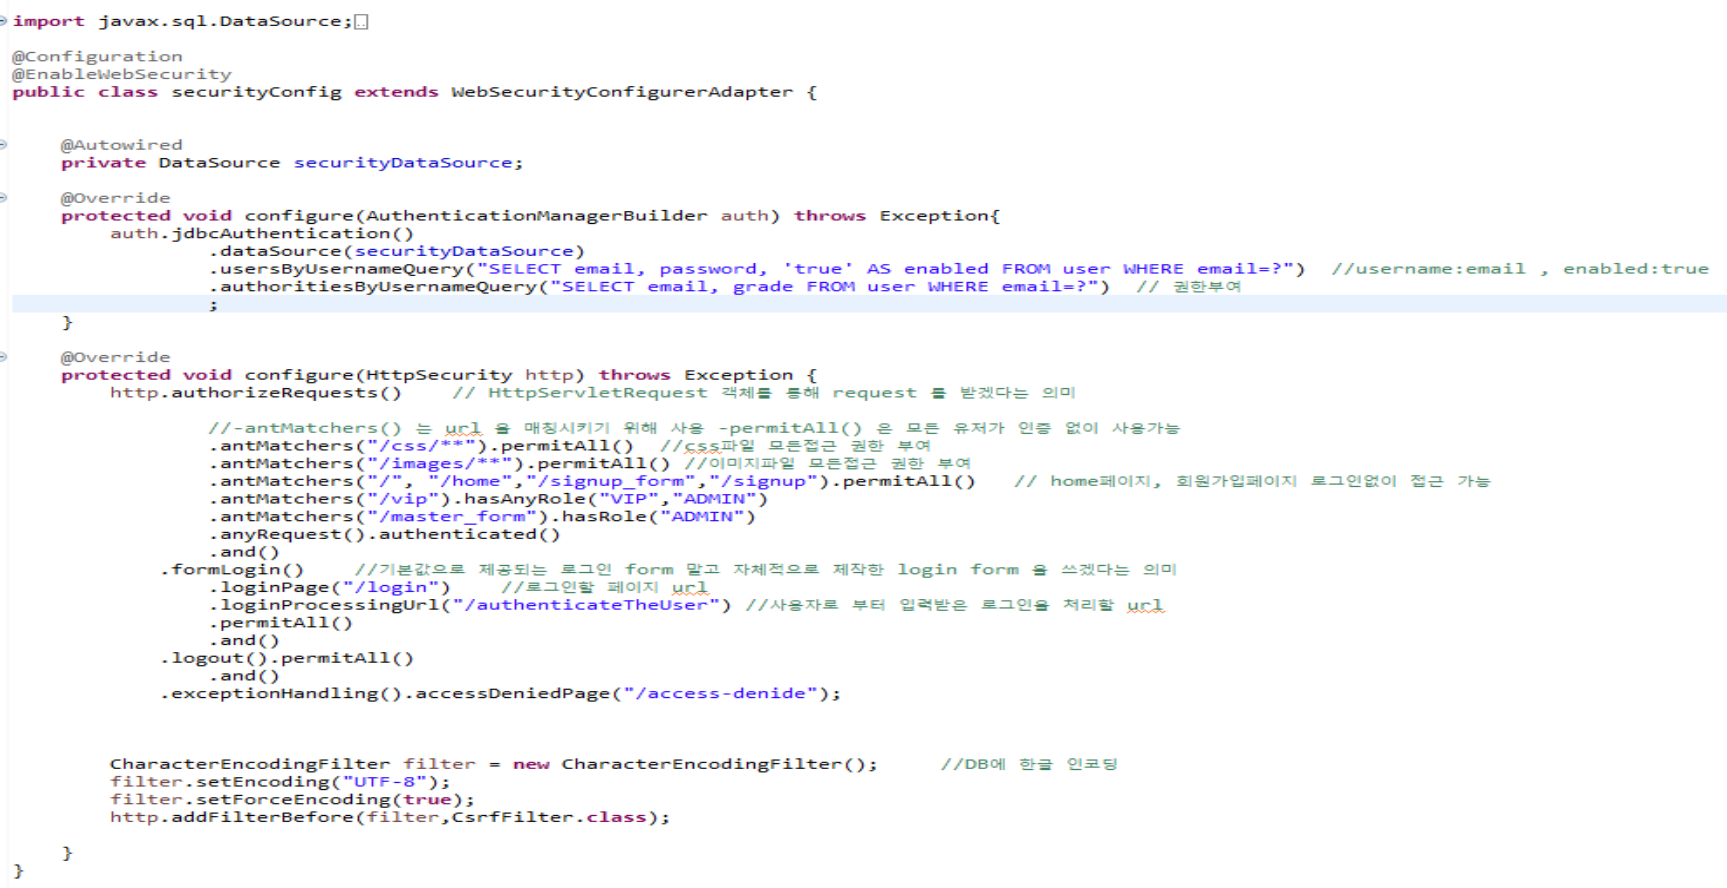 import javax.sql.DataSource;
@Configuration
@EnableWebSecurity
public class securityConfig extends WebSecurityConfigurerAdapter {
@Autowired
private DataSource securityDataSource;
@Override
protected void configure(AuthenticationManagerBuilder auth) throws Exception{
auth.jdbcAuthentication()
.dataSource(securityDataSource)
.usersByUsernameQuery("SELECT email, password, 'true' AS enabled FROM user WHERE email=?") //username:email , enabled:true
.authoritiesByUsernameQuery("SELECT email, grade FROM user WHERE email=?") // 권한부여
;
}
@Override
protected void configure(HttpSecurity http) throws Exception {
http.authorizeRequests() // HttpServletRequest 객체를 통해 request 를 받겠다는 의미
//-antMatchers() 는 url 을 매칭시키기 위해 사용 -permitAll() 은 모든 유저가 인증 없이 사용가능
.antMatchers("/css/**").permitAll() //css파일 모든접근 권한 부여
.antMatchers("/images/**").permitAll() //이미지파일 모든접근 권한 부여
.antMatchers("/", "/home","/signup_form","/signup").permitAll() // home페이지, 회원가입페이지 로그인없이 접근 가능
.antMatchers("/vip").hasAnyRole("VIP","ADMIN")
.antMatchers("/master_form").hasRole("ADMIN")
.anyRequest().authenticated()
.and()
.formLogin() //기본값으로 제공되는 로그인 form 말고 자체적으로 제작한 login form 을 쓰겠다는 의미
.loginPage("/login") //로그인할 페이지 url
.loginProcessingUrl("/authenticateTheUser") //사용자로 부터 입력받은 로그인을 처리할 url
.permitAll()
.and()
.logout().permitAll()
.and()
.exceptionHandling().accessDeniedPage("/access-denide");
CharacterEncodingFilter filter = new CharacterEncodingFilter(); //DB에 한글 인코딩
filter.setEncoding("UTF-8");
filter.setForceEncoding(true);
http.addFilterBefore(filter,CsrfFilter.class);
}
}